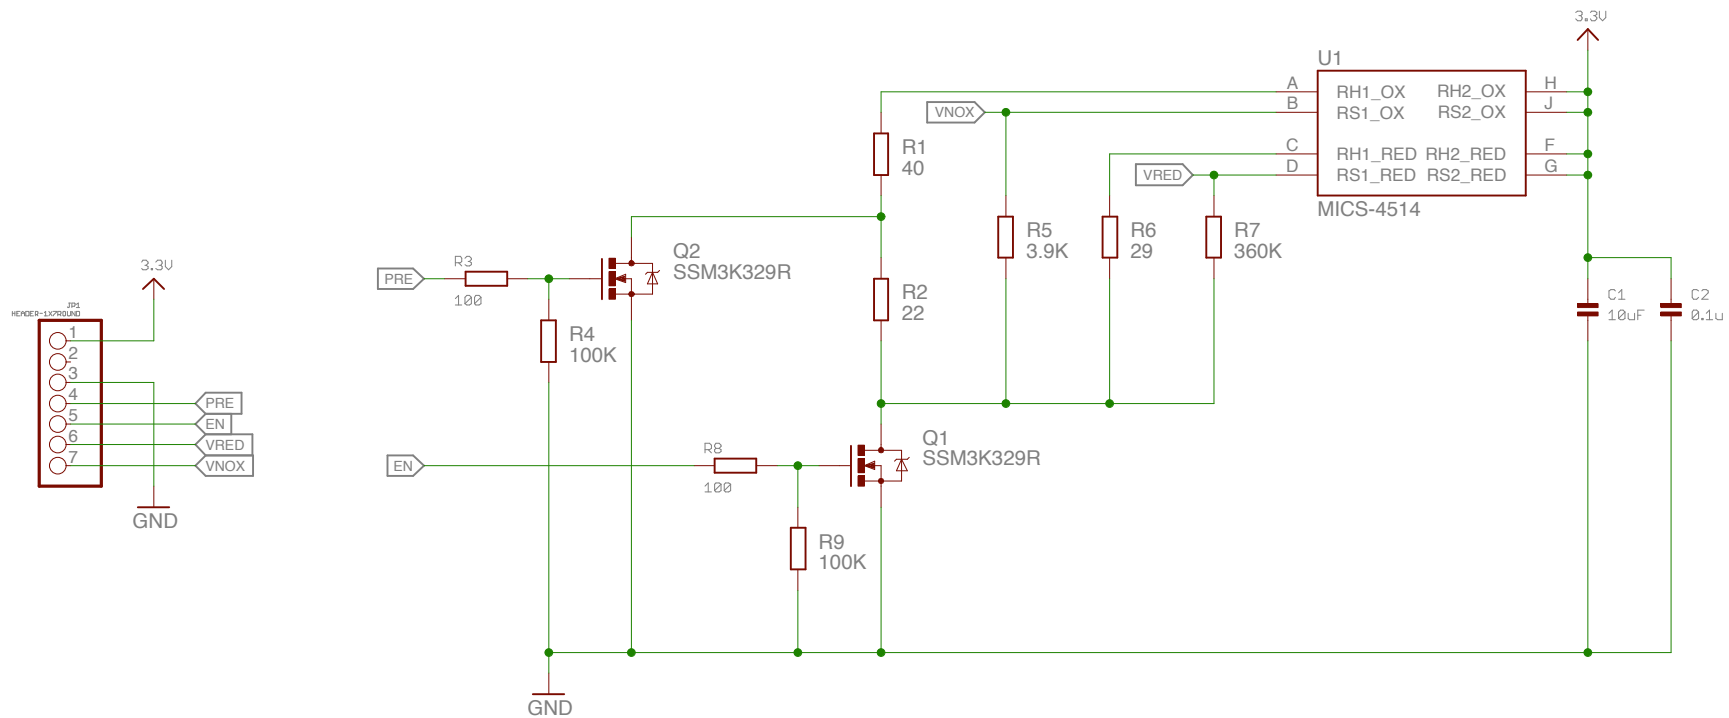 3.3V
U1
A
RH1_OX
RH2_OX
H
B
RS1_OX
RS2_OX
J
C
RH1_RED
RH2_RED
F
D
RS1_RED
RS2_RED
G
MICS-4514
VNOX
VRED
R1
40
R5
3.9K
R6
29
R7
360K
Q2
SSM3K329R
PRE
R3
100
R4
100K
R2
22
C1
10uF
C2
0.1u
3.3V
JP1
HEADER-1X7ROUND
1
2
3
4
5
6
7
PRE
EN
VRED
VNOX
GND
EN
R8
100
Q1
SSM3K329R
R9
100K
GND